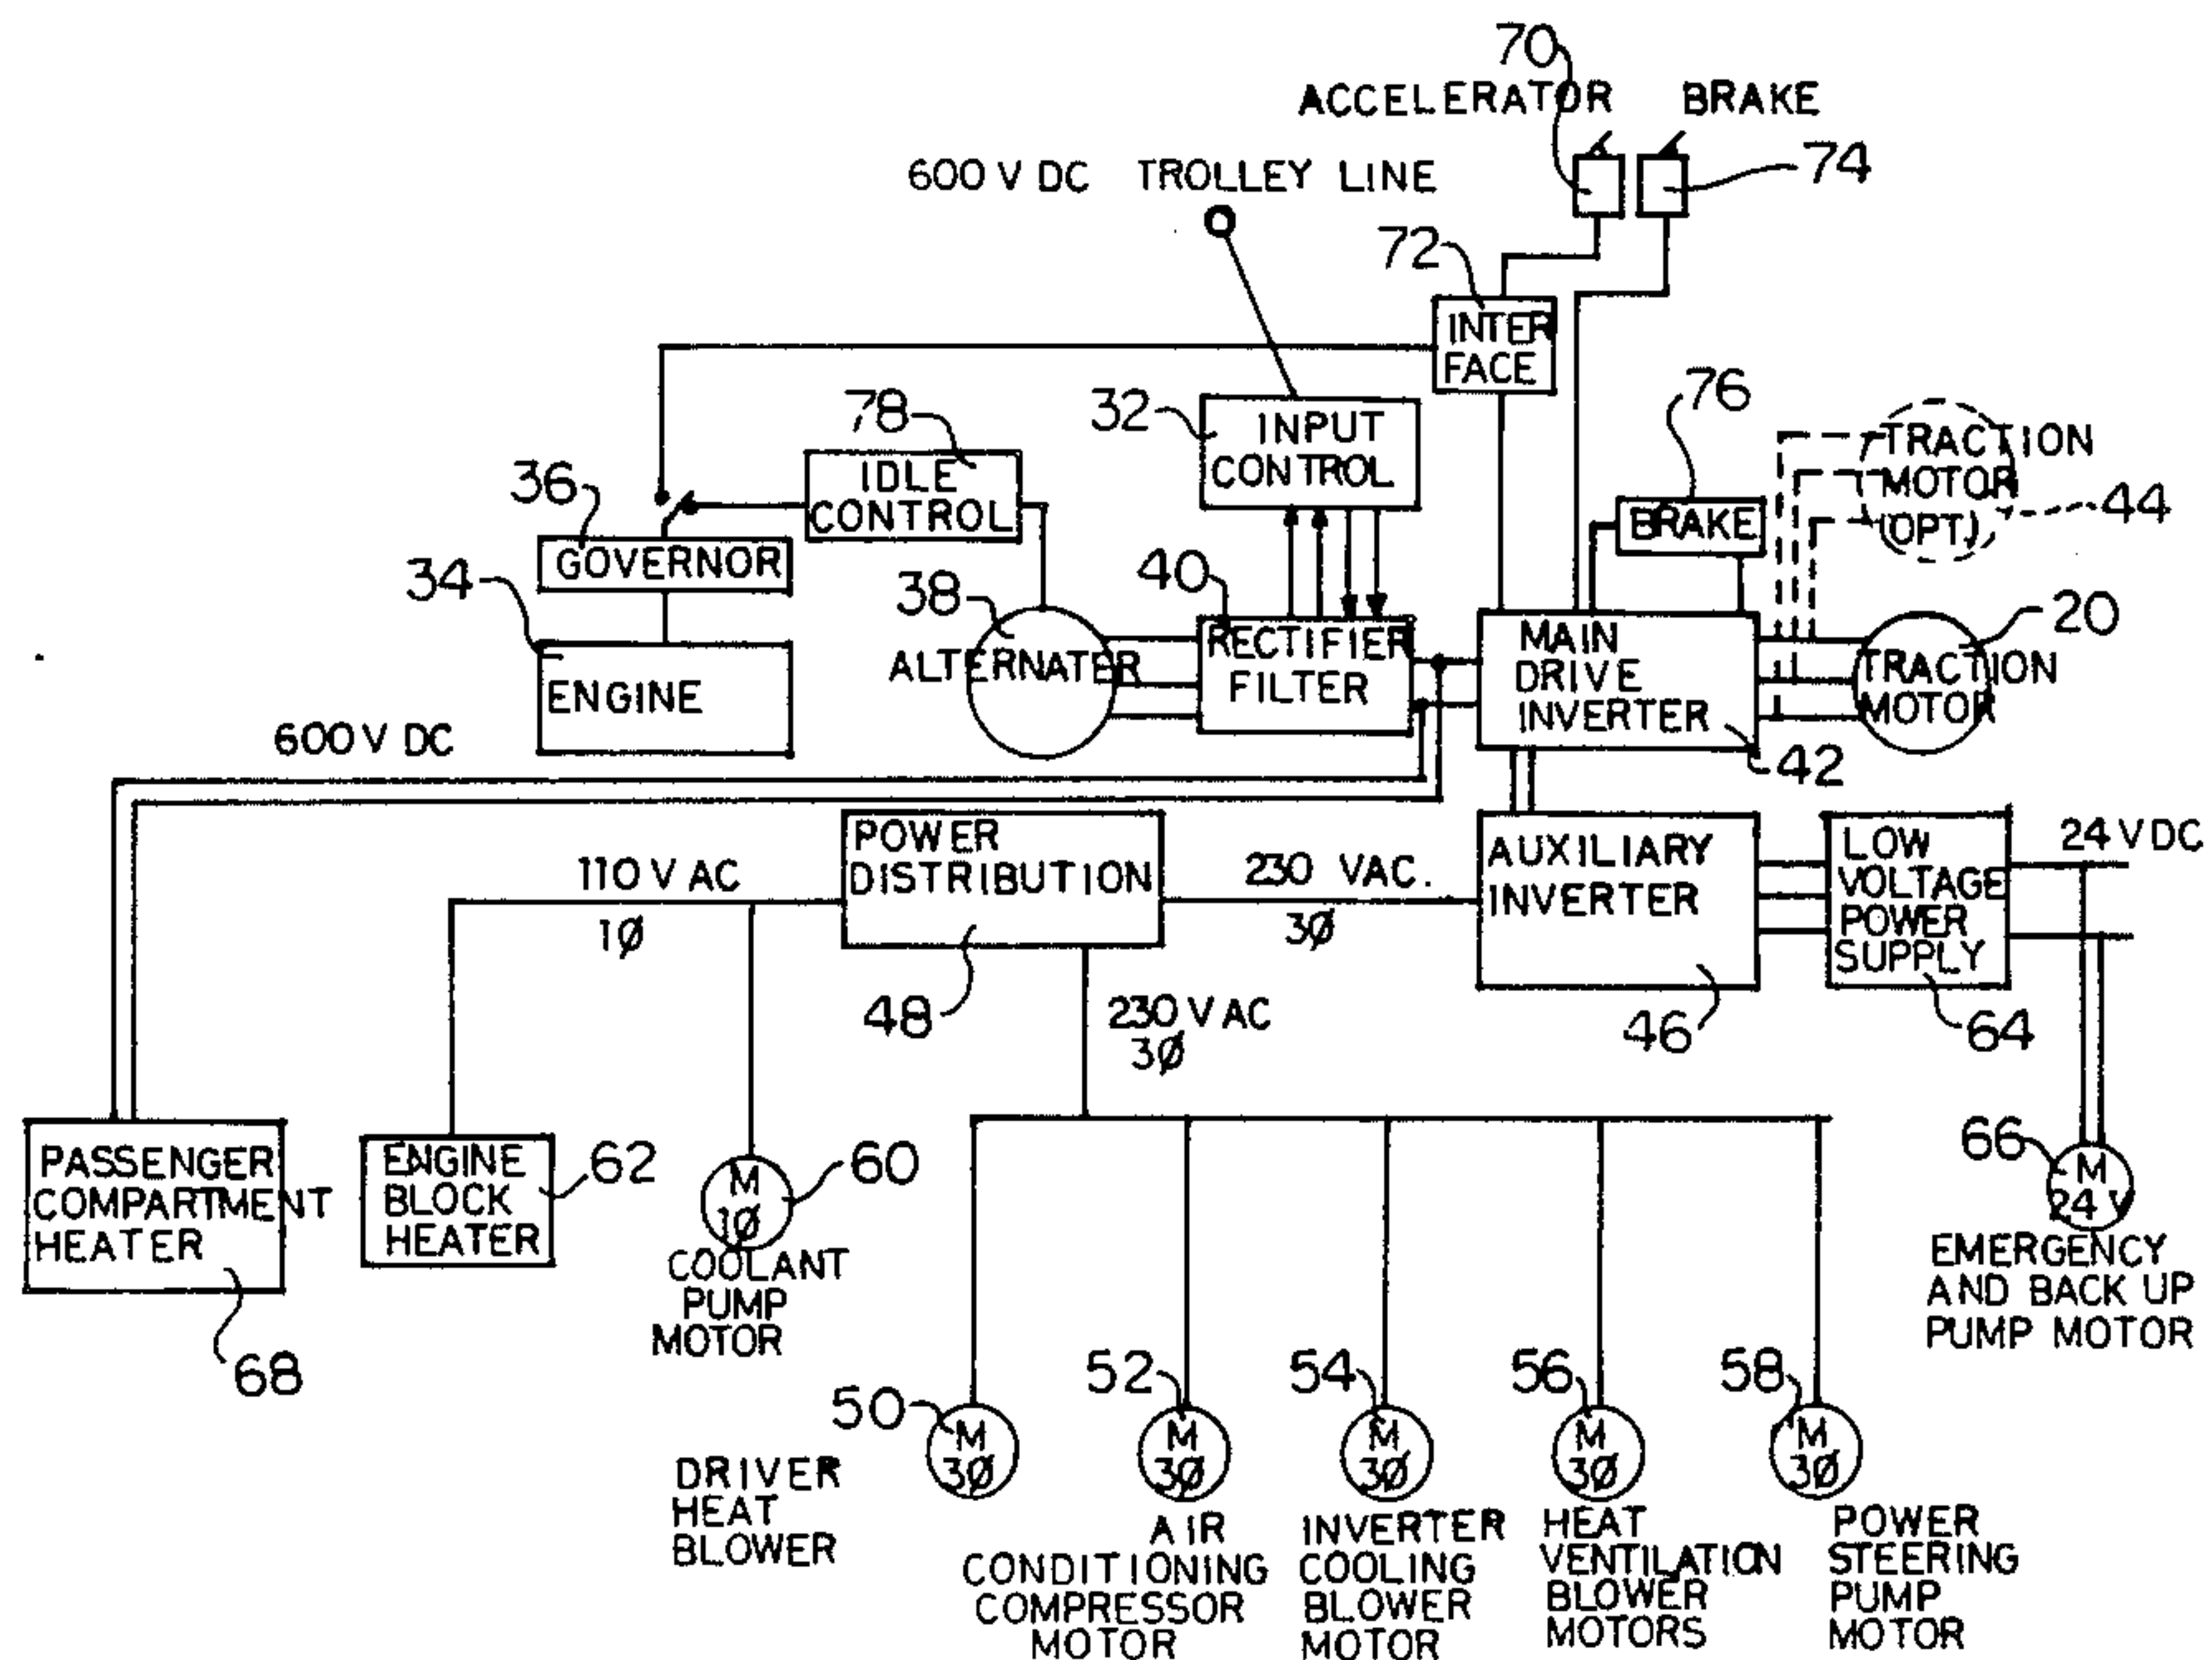 70
ACCELERATOR BRAKE
600 V DC TROLLEY LINE
74
72
INTER
FACE
78
32
INPUT
CONTROL
76
TRACTION
MOTOR
(OPT.)
44
36
IDLE
CONTROL
BRAKE
GOVERNOR
34
38
40
20
ENGINE
ALTERNATER
RECTIFIER
FILTER
MAIN
DRIVE
INVERTER
TRACTION
MOTOR
42
600 V DC
POWER
DISTRIBUTION
110 V AC
1Ø
230 VAC.
3Ø
AUXILIARY
INVERTER
LOW
VOLTAGE
POWER
SUPPLY
24 V DC
48
230 V AC
3Ø
46
64
PASSENGER
COMPARTMENT
HEATER
68
ENGINE
BLOCK
HEATER
62
M
1Ø
60
COOLANT
PUMP
MOTOR
66
M
24 V
EMERGENCY
AND BACK UP
PUMP MOTOR
50
M
3Ø
DRIVER
HEAT
BLOWER
52
M
3Ø
AIR
CONDITIONING
COMPRESSOR
MOTOR
54
M
3Ø
INVERTER
COOLING
BLOWER
MOTOR
56
M
3Ø
HEAT
VENTILATION
BLOWER
MOTORS
58
M
3Ø
POWER
STEERING
PUMP
MOTOR